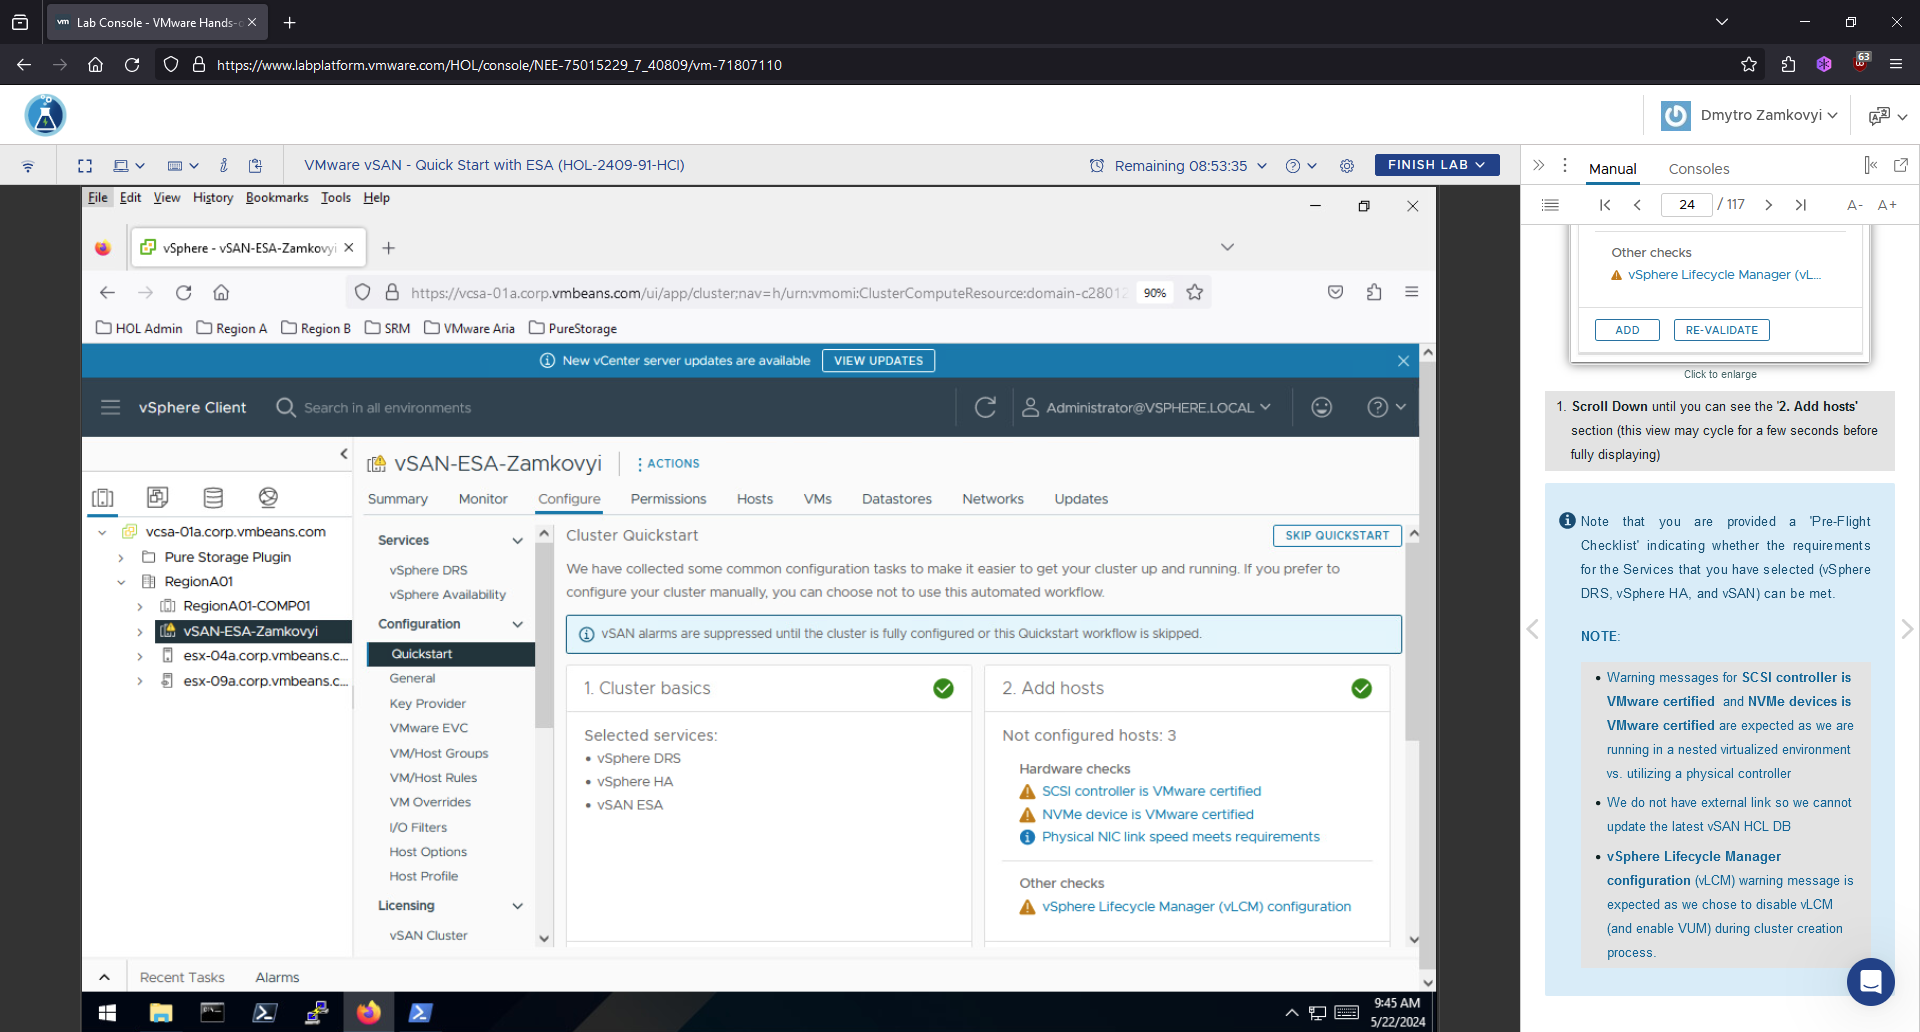 Lab Console - VMware Hands-o
https://www.labplatform.vmware.com/HOL/console/NEE-75015229_7_40809/vm-71807110
63
Dmytro Zamkovyi
VMware vSAN - Quick Start with ESA (HOL-2409-91-HCI)
Remaining 08:53:35
FINISH LAB
Manual
Consoles
24 / 117
A-
A+
File Edit View History Bookmarks Tools Help
vSphere - vSAN-ESA-Zamkovyi
https://vcsa-01a.corp.vmbeans.com/ui/app/cluster;nav=h/urn:vmomi:ClusterComputeResource:domain-c28012
90%
HOL Admin
Region A
Region B
SRM
VMware Aria
PureStorage
New vCenter server updates are available
VIEW UPDATES
vSphere Client
Search in all environments
Administrator@VSPHERE.LOCAL
vcsa-01a.corp.vmbeans.com
Pure Storage Plugin
RegionA01
RegionA01-COMP01
vSAN-ESA-Zamkovyi
esx-04a.corp.vmbeans.c...
esx-09a.corp.vmbeans.c...
vSAN-ESA-Zamkovyi
ACTIONS
Summary Monitor Configure Permissions Hosts VMs Datastores Networks Updates
Services
vSphere DRS
vSphere Availability
Configuration
Quickstart
General
Key Provider
VMware EVC
VM/Host Groups
VM/Host Rules
VM Overrides
I/O Filters
Host Options
Host Profile
Licensing
vSAN Cluster
Cluster Quickstart
SKIP QUICKSTART
We have collected some common configuration tasks to make it easier to get your cluster up and running. If you prefer to
configure your cluster manually, you can choose not to use this automated workflow.
vSAN alarms are suppressed until the cluster is fully configured or this Quickstart workflow is skipped.
1. Cluster basics
Selected services:
• vSphere DRS
• vSphere HA
• vSAN ESA
2. Add hosts
Not configured hosts: 3
Hardware checks
SCSI controller is VMware certified
NVMe device is VMware certified
Physical NIC link speed meets requirements
Other checks
vSphere Lifecycle Manager (vLCM) configuration
Recent Tasks
Alarms
9:45 AM
5/22/2024
Other checks
vSphere Lifecycle Manager (vL...
ADD
RE-VALIDATE
Click to enlarge
1. Scroll Down until you can see the '2. Add hosts'
section (this view may cycle for a few seconds before
fully displaying)
Note that you are provided a 'Pre-Flight
Checklist' indicating whether the requirements
for the Services that you have selected (vSphere
DRS, vSphere HA, and vSAN) can be met.
NOTE:
• Warning messages for SCSI controller is
VMware certified and NVMe devices is
VMware certified are expected as we are
running in a nested virtualized environment
vs. utilizing a physical controller
• We do not have external link so we cannot
update the latest vSAN HCL DB
• vSphere Lifecycle Manager
configuration (vLCM) warning message is
expected as we chose to disable vLCM
(and enable VUM) during cluster creation
process.